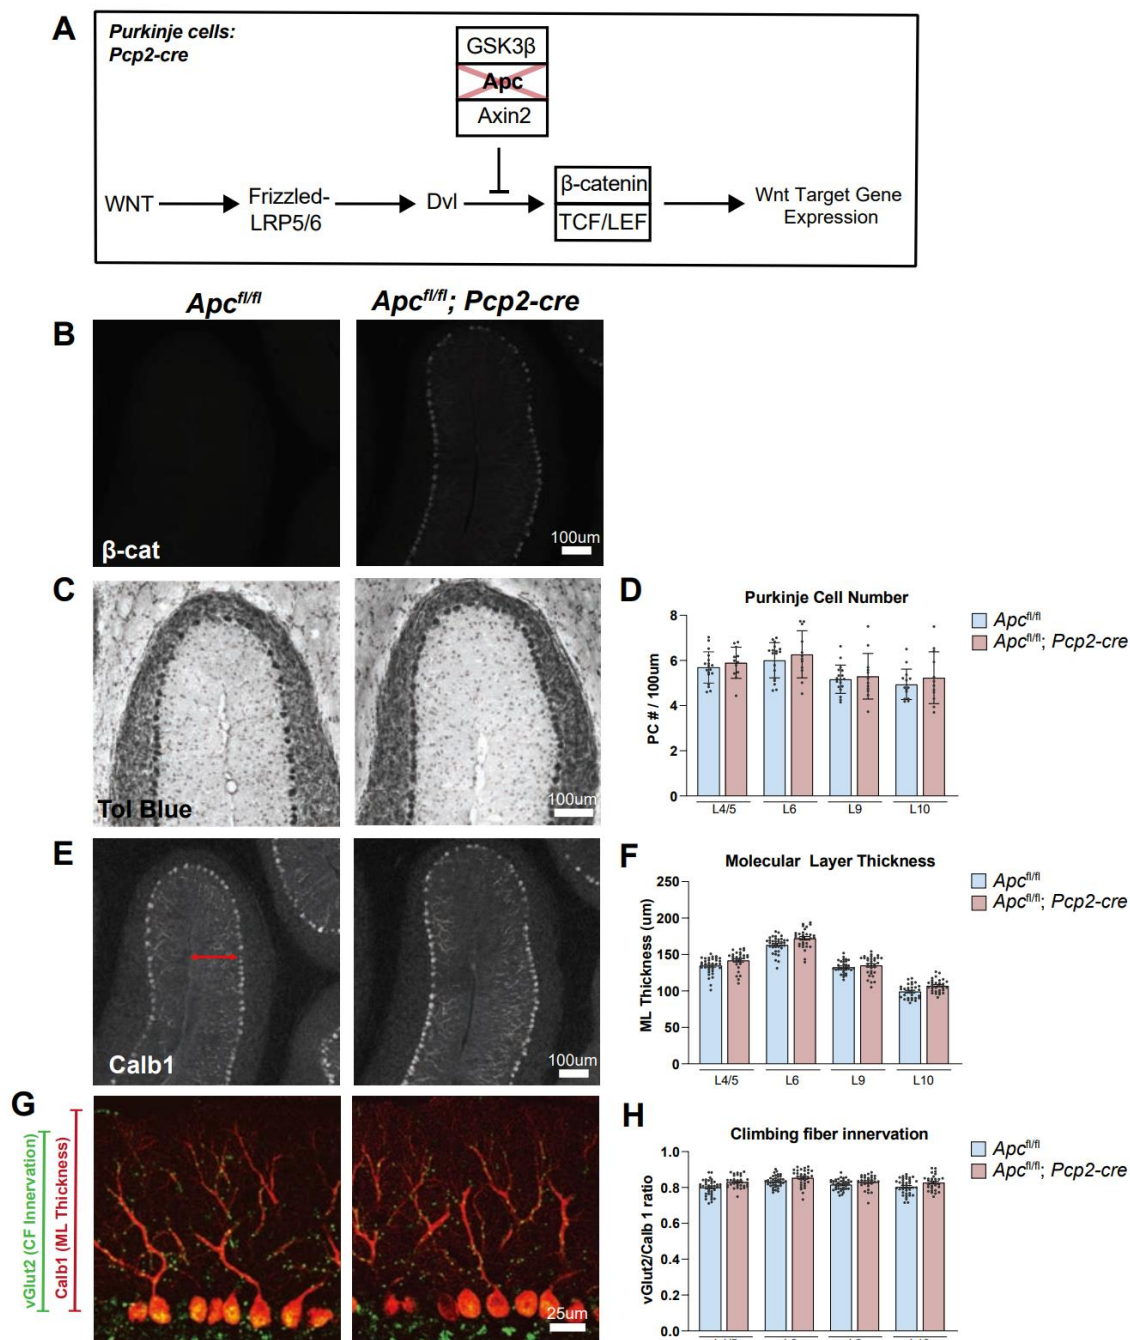 A
Purkinje cells:
Pcp2-cre
GSK3β
Apc
Axin2
WNT
Frizzled-
LRP5/6
Dvl
β-catenin
TCF/LEF
Wnt Target Gene
Expression
Apcfl/fl
Apcfl/fl; Pcp2-cre
B
β-cat
100um
C
Tol Blue
100um
D
Purkinje Cell Number
PC # / 100um
8
6
4
2
0
L4/5
L6
L9
L10
Apcfl/fl
Apcfl/fl; Pcp2-cre
E
Calb1
100um
F
Molecular Layer Thickness
ML Thickness (um)
250
200
150
100
50
0
L4/5
L6
L9
L10
Apcfl/fl
Apcfl/fl; Pcp2-cre
G
vGlut2 (CF Innervation)
Calb1 (ML Thickness)
25um
H
Climbing fiber innervation
vGlut2/Calb 1 ratio
1.0
0.8
0.6
0.4
0.2
0.0
Apcfl/fl
Apcfl/fl; Pcp2-cre